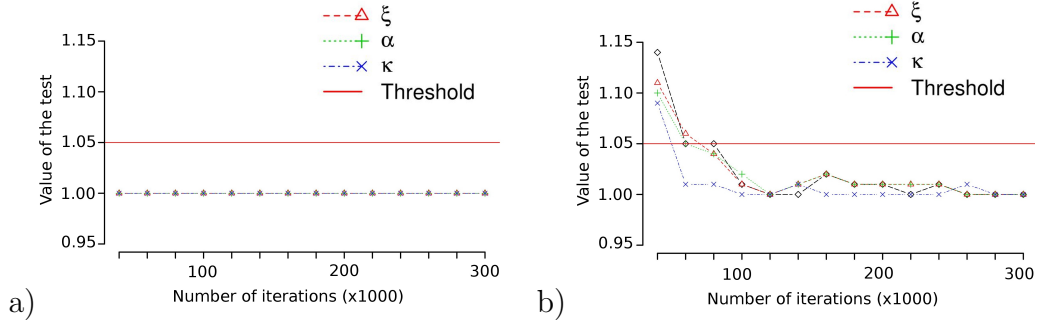 ξ
α
κ
Threshold
1.15
1.10
1.05
1.00
0.95
Value of the test
100
200
300
Number of iterations (x1000)
a)
ξ
α
κ
Threshold
1.15
1.10
1.05
1.00
0.95
Value of the test
100
200
300
Number of iterations (x1000)
b)